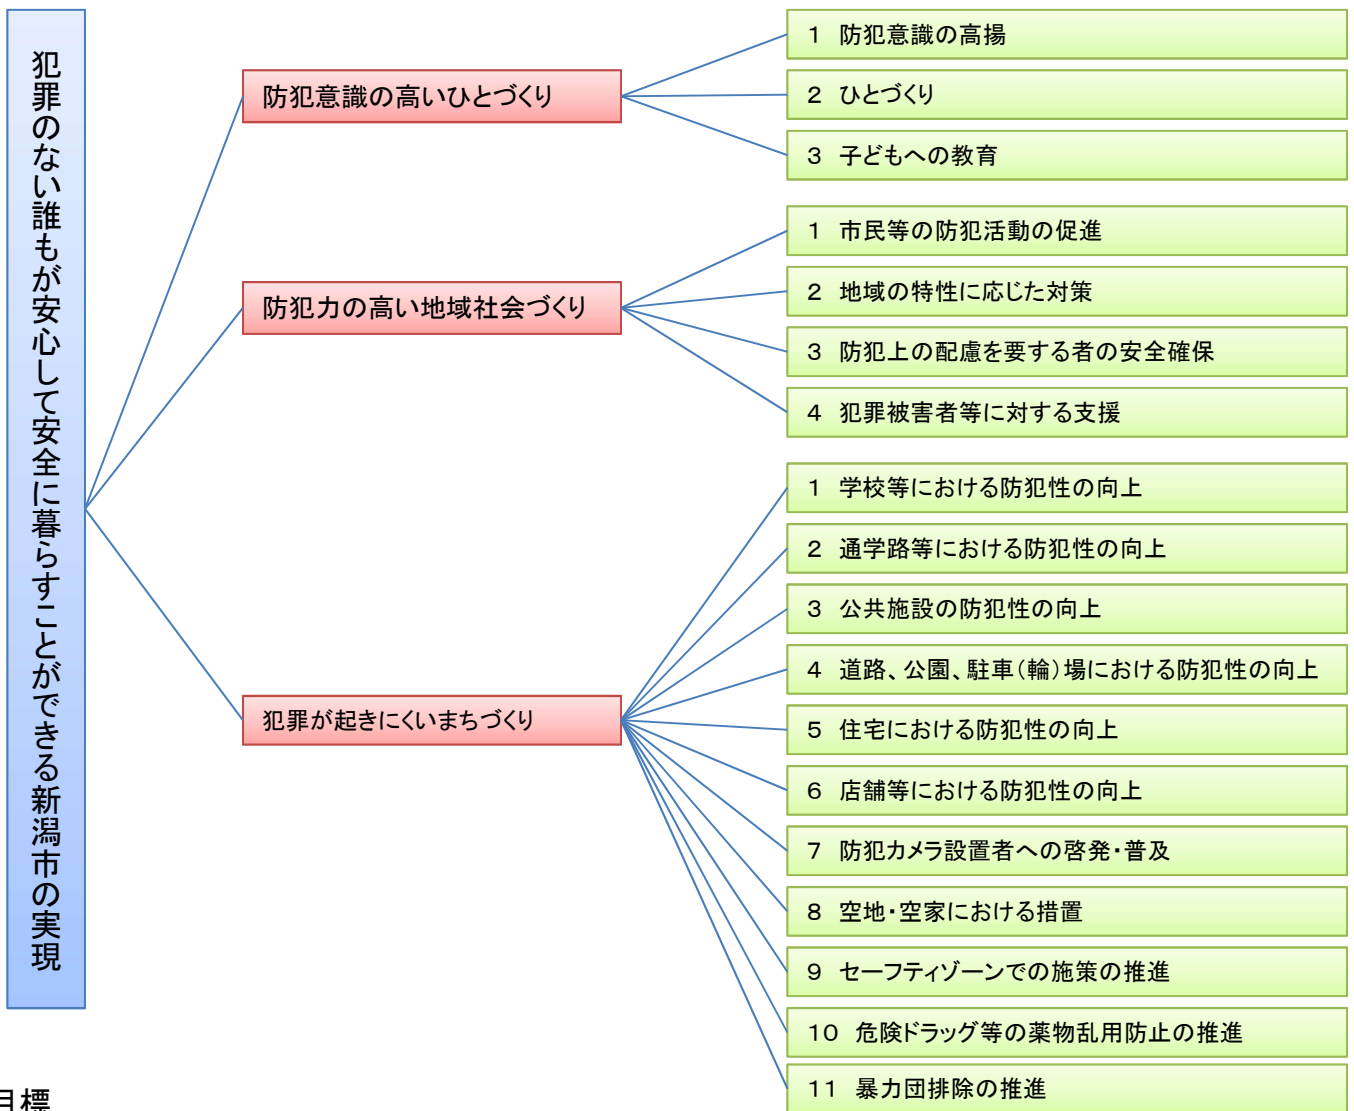 犯罪のない誰もが安心して安全に暮らすことができる新潟市の実現
防犯意識の高いひとづくり
1 防犯意識の高揚
2 ひとづくり
3 子どもへの教育
防犯力の高い地域社会づくり
1 市民等の防犯活動の促進
2 地域の特性に応じた対策
3 防犯上の配慮を要する者の安全確保
4 犯罪被害者等に対する支援
犯罪が起きにくいまちづくり
1 学校等における防犯性の向上
2 通学路等における防犯性の向上
3 公共施設の防犯性の向上
4 道路、公園、駐車(輪)場における防犯性の向上
5 住宅における防犯性の向上
6 店舗等における防犯性の向上
7 防犯カメラ設置者への啓発・普及
8 空地・空家における措置
9 セーフティゾーンでの施策の推進
10 危険ドラッグ等の薬物乱用防止の推進
11 暴力団排除の推進
目標